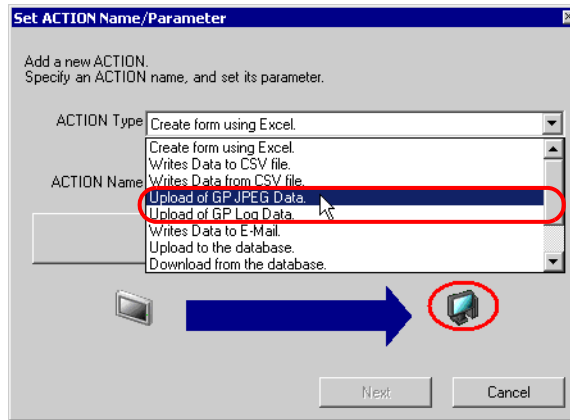 Set ACTION Name/Parameter
Add a new ACTION.
Specify an ACTION name, and set its parameter.
ACTION Type
Create form using Excel.
Create form using Excel.
Writes Data to CSV file.
ACTION Name
Writes Data from CSV file.
Upload of GP JPEG Data.
Upload of GP Log Data.
Writes Data to E-Mail.
Upload to the database.
Download from the database.
Next
Cancel